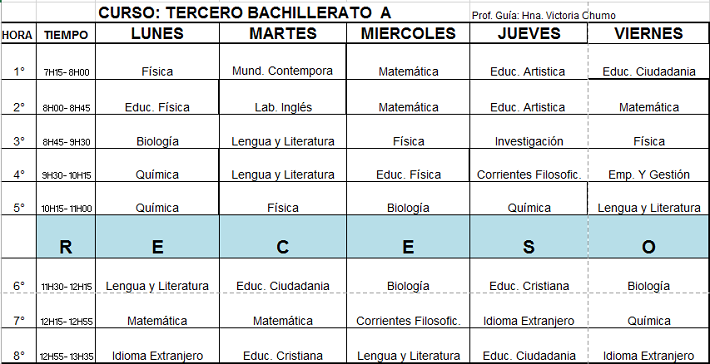 CURSO: TERCERO BACHILLERATO A Prof. Guía: Hna. Victoria Chumo
HORA TIEMPO LUNES MARTES MIERCOLES JUEVES VIERNES
1° 7H15- 8H00 Física Mund. Contempora Matemática Educ. Artistica Educ. Ciudadania
2° 8H00- 8H45 Educ. Física Lab. Inglés Matemática Educ. Artistica Matemática
3° 8H45- 9H30 Biología Lengua y Literatura Física Investigación Física
4° 9H30- 10H15 Química Lengua y Literatura Educ. Física Corrientes Filosofic. Emp. Y Gestión
5° 10H15- 11H00 Química Física Biología Química Lengua y Literatura
R E C E S O
6° 11H30- 12H15 Lengua y Literatura Educ. Ciudadania Biología Educ. Cristiana Biología
7° 12H15- 12H55 Matemática Matemática Corrientes Filosofic. Idioma Extranjero Química
8° 12H55- 13H35 Idioma Extranjero Educ. Cristiana Lengua y Literatura Educ. Ciudadania Idioma Extranjero